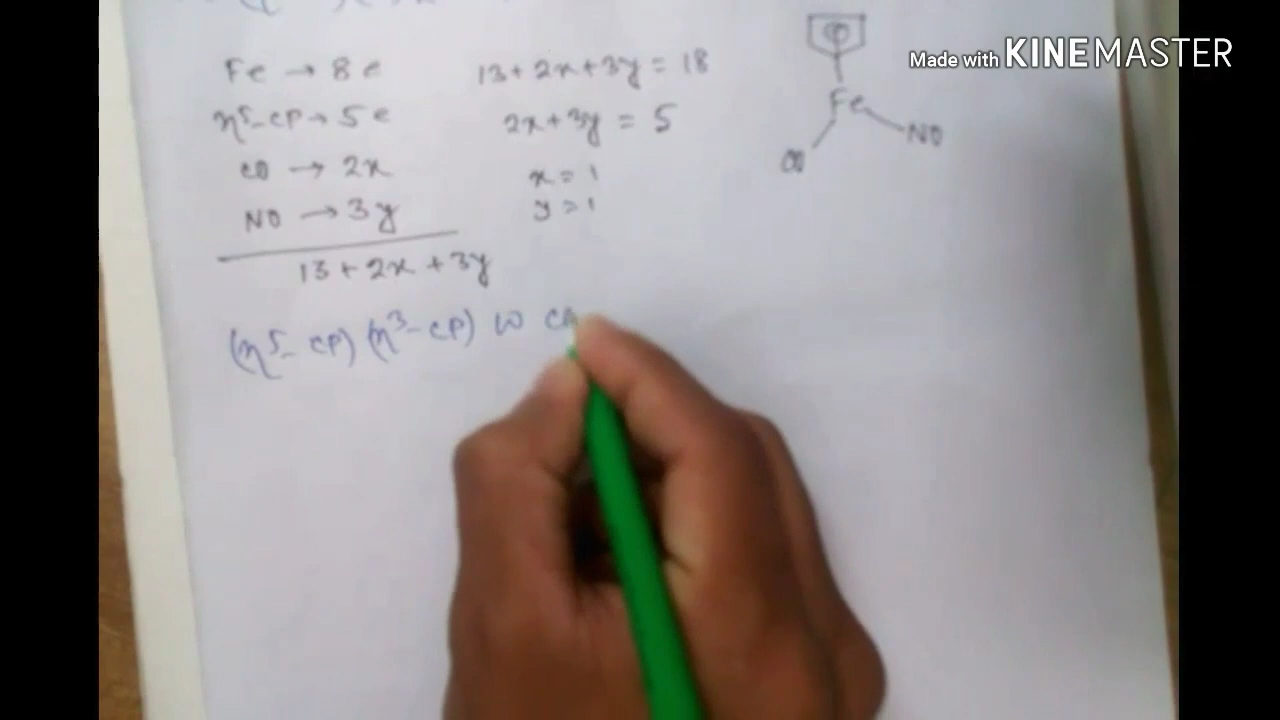 Made with KINEMASTER
Fe → 8 e
13 + 2x + 3y = 18
η5-cp → 5 e
2x + 3y = 5
Fe
CO
NO
CO → 2x
x = 1
NO → 3y
y = 1
13 + 2x + 3y
(η5- cp) (η3- cp) W